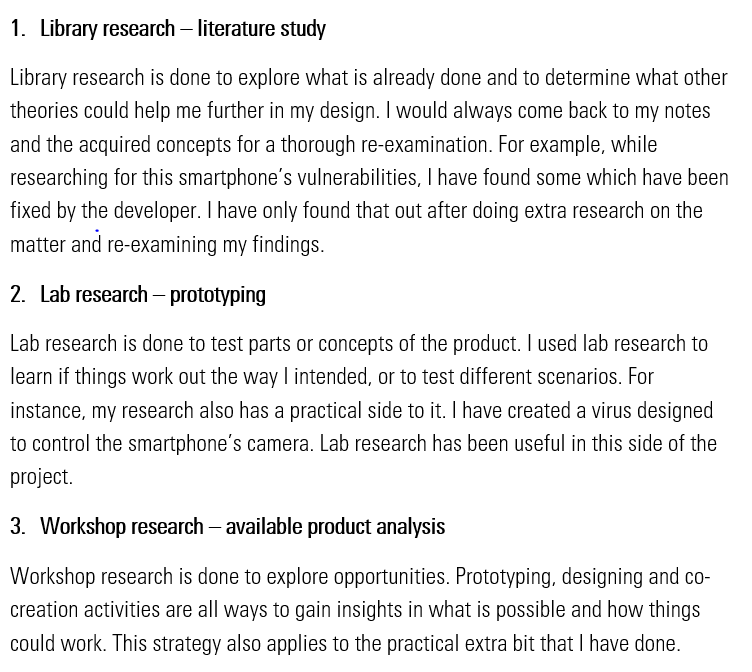 1. Library research – literature study
Library research is done to explore what is already done and to determine what other
theories could help me further in my design. I would always come back to my notes
and the acquired concepts for a thorough re-examination. For example, while
researching for this smartphone's vulnerabilities, I have found some which have been
fixed by the developer. I have only found that out after doing extra research on the
matter and re-examining my findings.
2. Lab research – prototyping
Lab research is done to test parts or concepts of the product. I used lab research to
learn if things work out the way I intended, or to test different scenarios. For
instance, my research also has a practical side to it. I have created a virus designed
to control the smartphone's camera. Lab research has been useful in this side of the
project.
3. Workshop research – available product analysis
Workshop research is done to explore opportunities. Prototyping, designing and co-
creation activities are all ways to gain insights in what is possible and how things
could work. This strategy also applies to the practical extra bit that I have done.